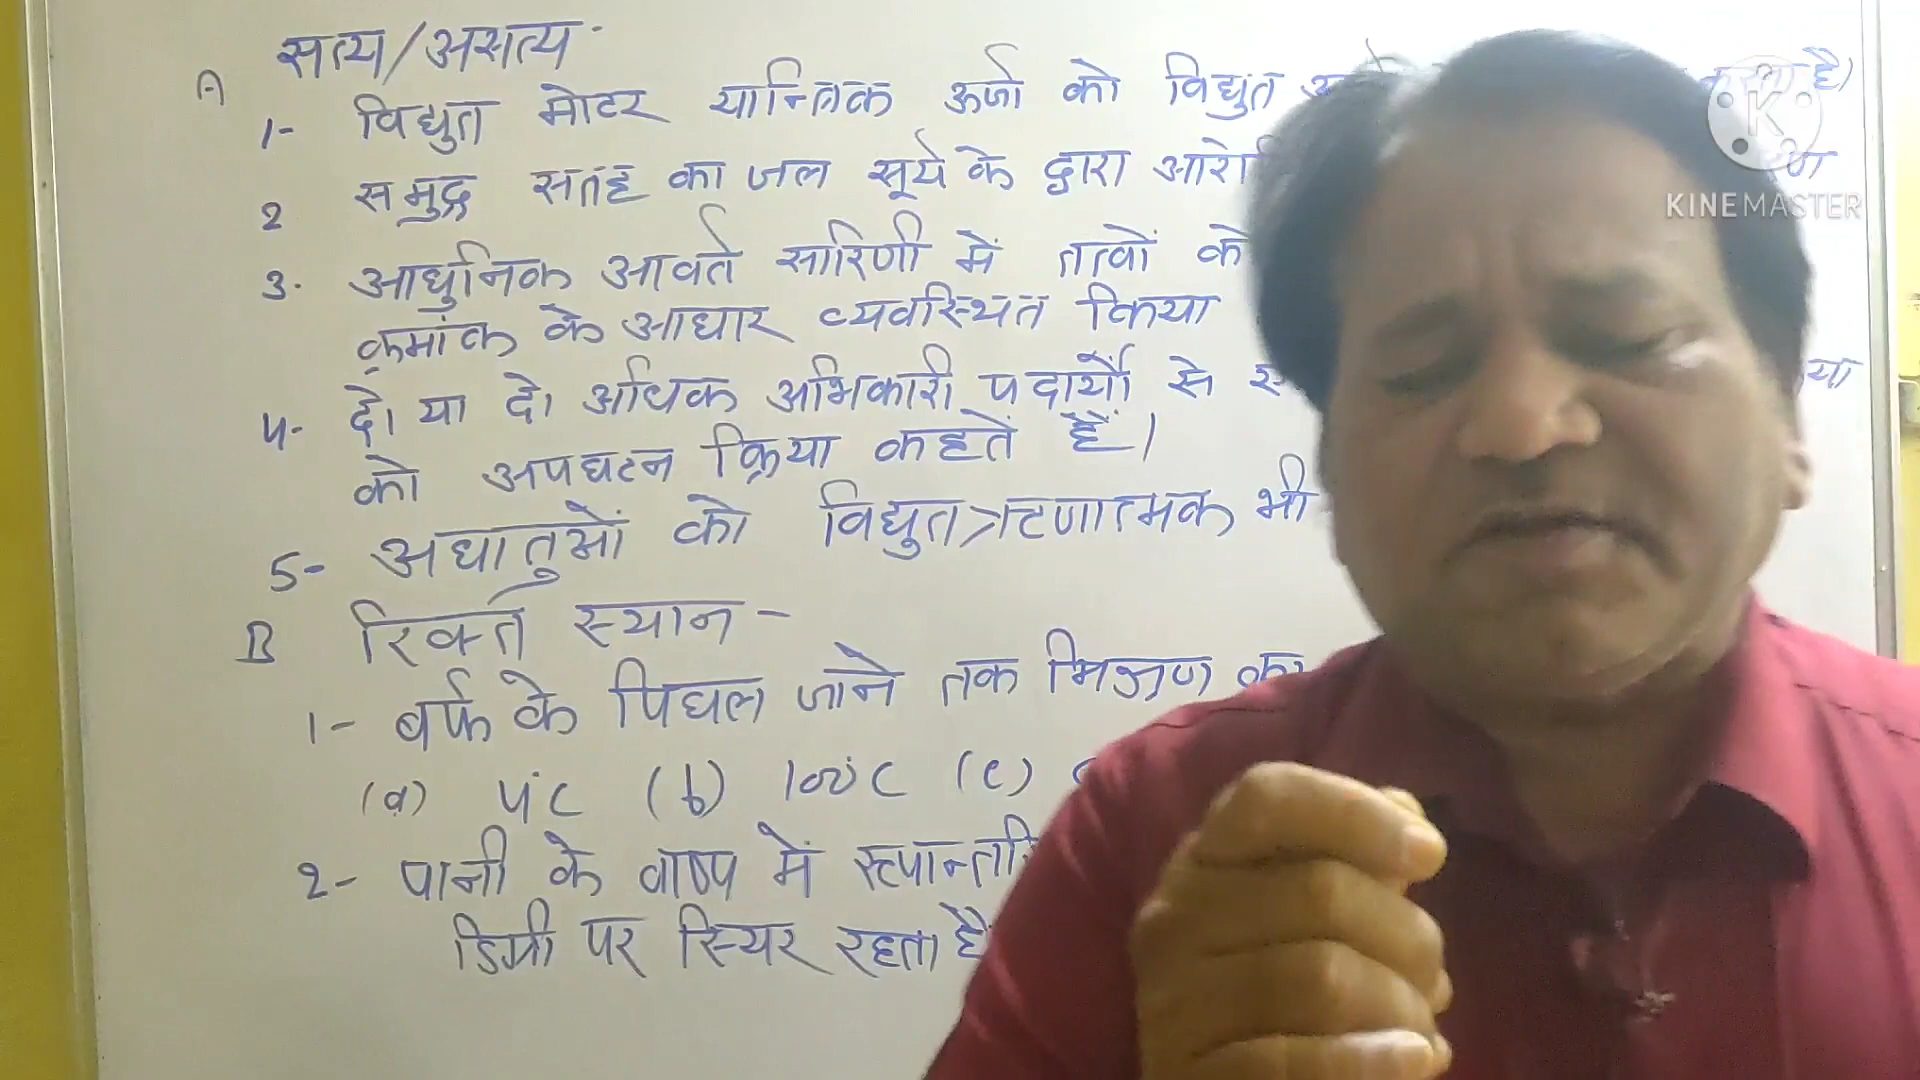 सत्य/असत्य
A
1- विद्युत मोटर यान्त्रिक ऊर्जा को विद्युत है।
2 समुद्र सतह का जल सूर्य के द्वारा
3. आधुनिक आवर्त सारिणी में तत्वों को
क्रमांक के आधार व्यवस्थित किया
4- दो या दो अधिक अभिकारी पदार्थों से
को अपघटन क्रिया कहते हैं।
5- अधातुओं को विद्युतऋणात्मक भी
B रिक्त स्थान -
1- बर्फ के पिघल जाने तक मिश्रण का
(a) 4°C (b) 100°C (c)
2- पानी के वाष्प में
डिग्री पर स्थिर रहता है
K
KINEMASTER